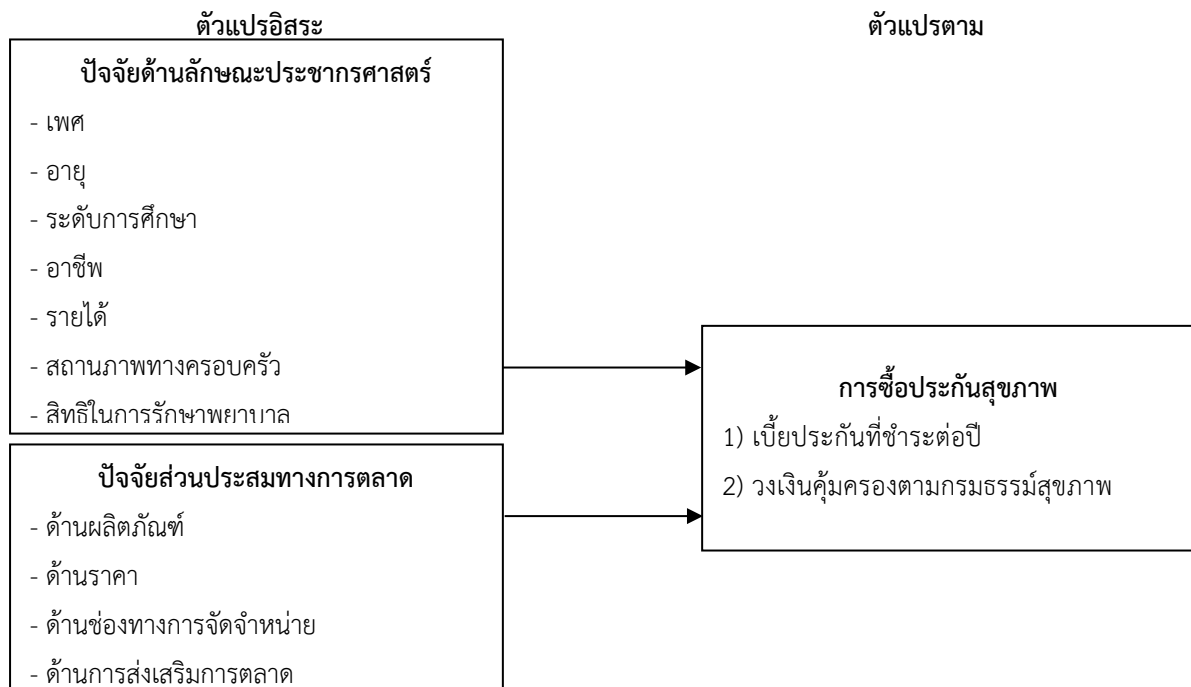 ตัวแปรอิสระ
ตัวแปรตาม
ปัจจัยด้านลักษณะประชากรศาสตร์
- เพศ
- อายุ
- ระดับการศึกษา
- อาชีพ
- รายได้
- สถานภาพทางครอบครัว
- สิทธิในการรักษาพยาบาล
ปัจจัยส่วนประสมทางการตลาด
- ด้านผลิตภัณฑ์
- ด้านราคา
- ด้านช่องทางการจัดจำหน่าย
- ด้านการส่งเสริมการตลาด
การซื้อประกันสุขภาพ
1) เบี้ยประกันที่ชำระต่อปี
2) วงเงินคุ้มครองตามกรมธรรม์สุขภาพ